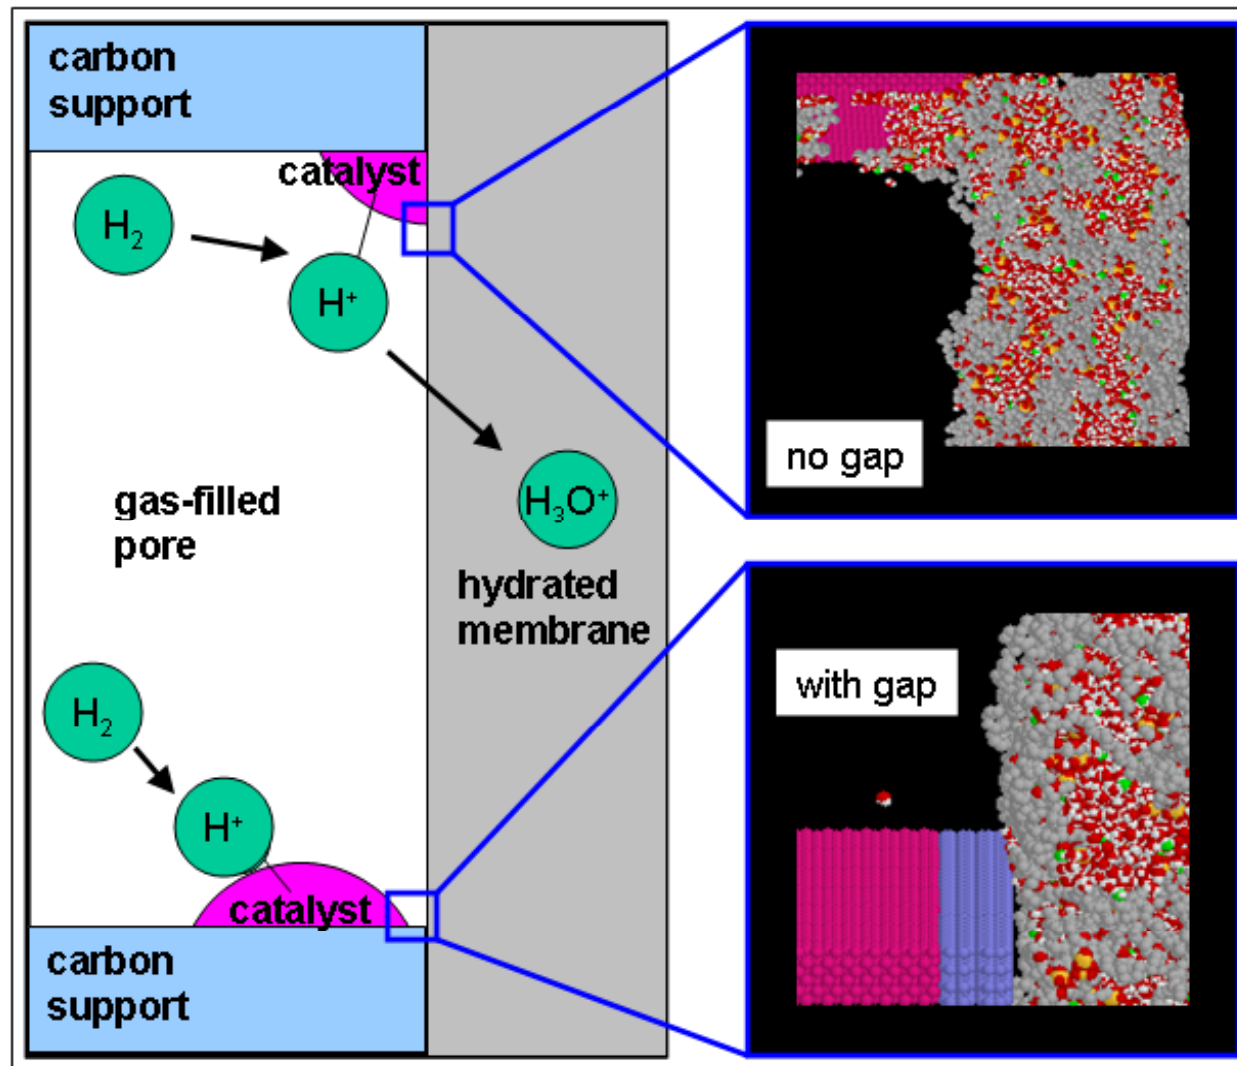 carbon
support
catalyst
H₂
H⁺
gas-filled
pore
H₃O⁺
hydrated
membrane
H₂
H⁺
catalyst
carbon
support
no gap
with gap